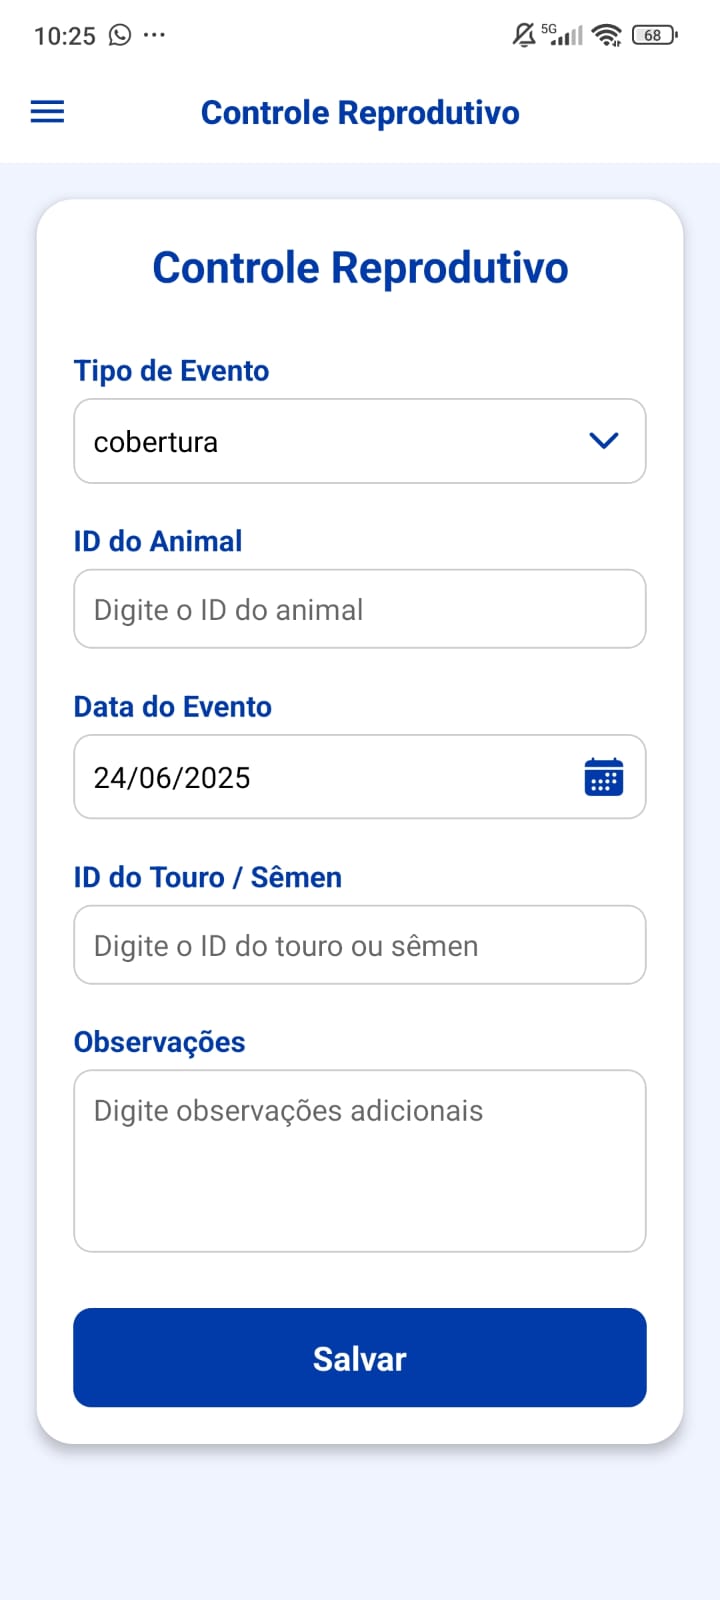 10:25
5G
68
Controle Reprodutivo
Controle Reprodutivo
Tipo de Evento
cobertura
ID do Animal
Digite o ID do animal
Data do Evento
24/06/2025
ID do Touro / Sêmen
Digite o ID do touro ou sêmen
Observações
Digite observações adicionais
Salvar